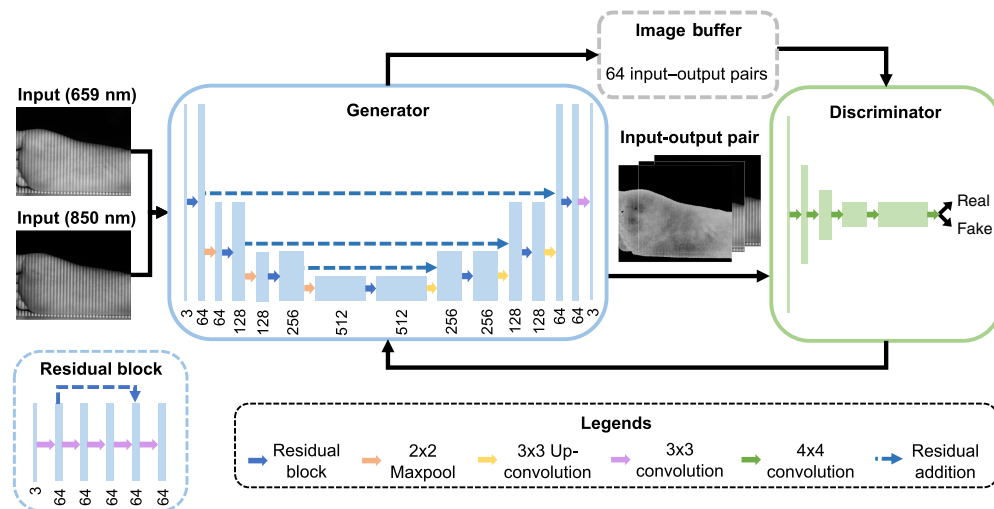 Image buffer
64 input–output pairs
Input (659 nm)
Input (850 nm)
Generator
3
64
64
128
128
256
512
512
256
256
128
128
64
64
3
Input-output pair
Discriminator
Real
Fake
Residual block
3
64
64
64
64
64
Legends
Residual
block
2x2
Maxpool
3x3 Up-
convolution
3x3
convolution
4x4
convolution
Residual
addition